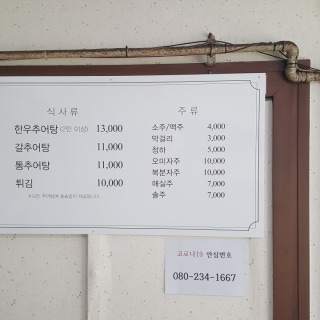 식 사 류
한우추어탕 (2인 이상) 13,000
갈추어탕 11,000
통추어탕 11,000
튀김 10,000
주 류
소주/맥주 4,000
막걸리 3,000
청하 5,000
오미자주 10,000
복분자주 10,000
매실주 7,000
솔주 7,000
코로나19 안심번호
080-234-1667